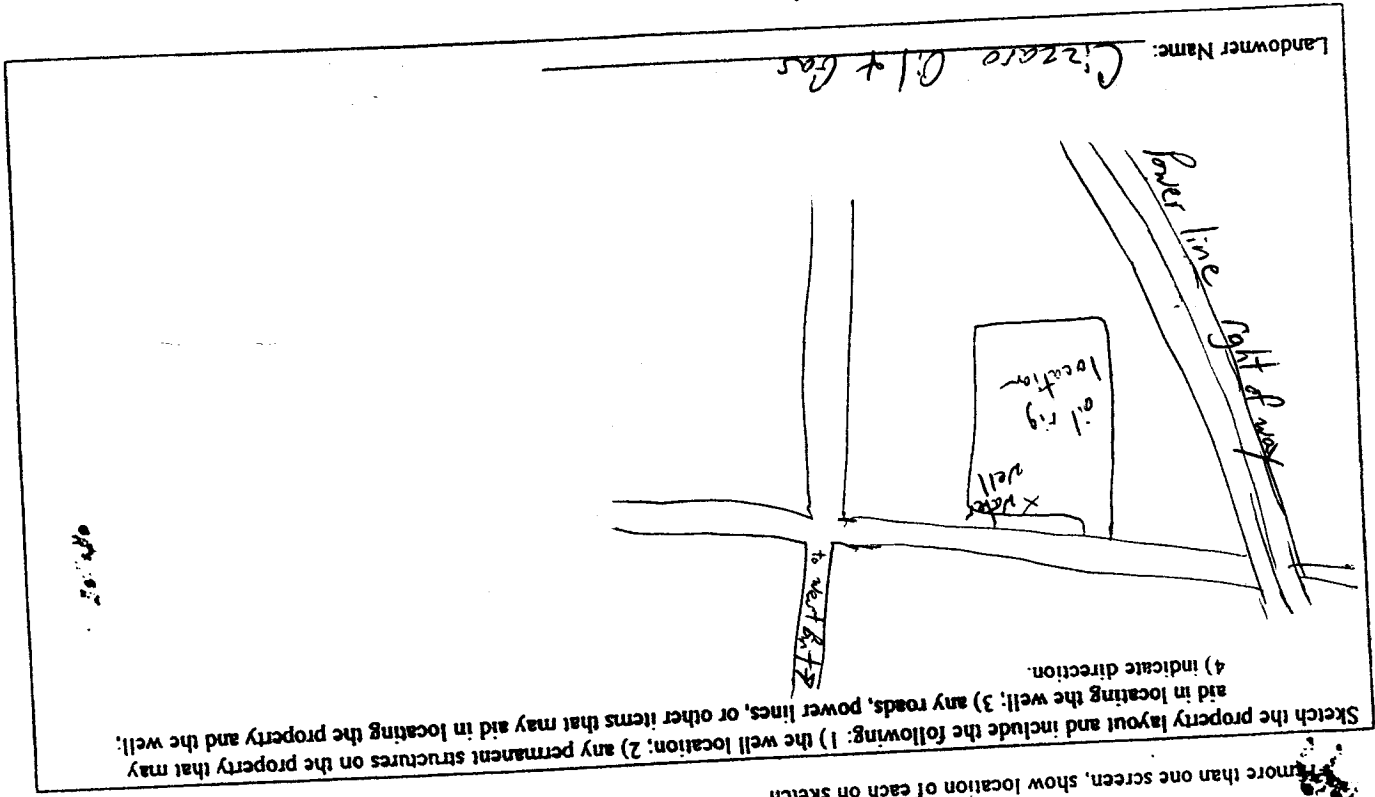 more than one screen, show location of each on sketch
Sketch the property layout and include the following: 1) the well location; 2) any permanent structures on the property that may
aid in locating the well; 3) any roads, power lines, or other items that may aid in locating the property and the well;
4) indicate direction.
to West
X water
well
oil rig
location
Power line right of way
Landowner Name: Cizzaro Oil + Gas